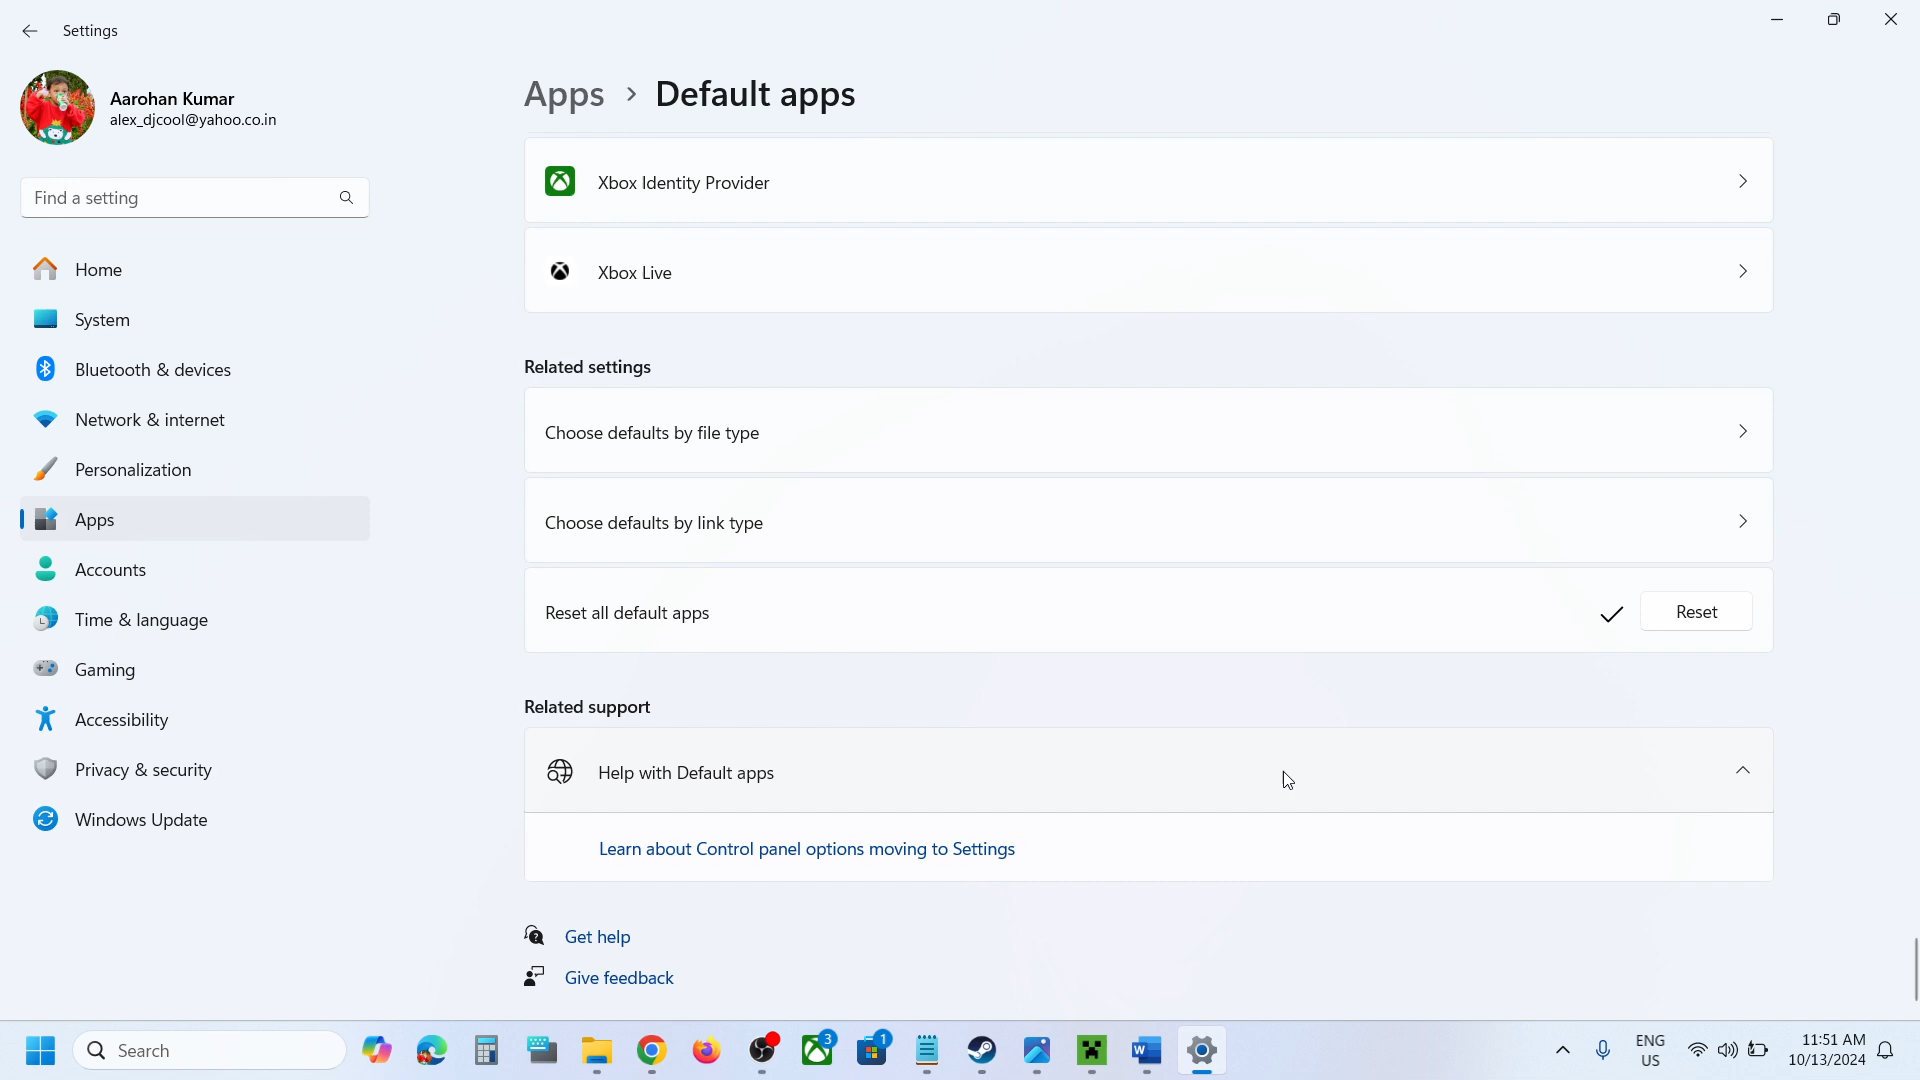 Settings
Aarohan Kumar
alex_djcool@yahoo.co.in
Find a setting
Home
System
Bluetooth & devices
Network & internet
Personalization
Apps
Accounts
Time & language
Gaming
Accessibility
Privacy & security
Windows Update
Apps > Default apps
Xbox Identity Provider
Xbox Live
Related settings
Choose defaults by file type
Choose defaults by link type
Reset all default apps
Reset
Related support
Help with Default apps
Learn about Control panel options moving to Settings
Get help
Give feedback
Search
3
1
W
ENG
US
11:51 AM
10/13/2024